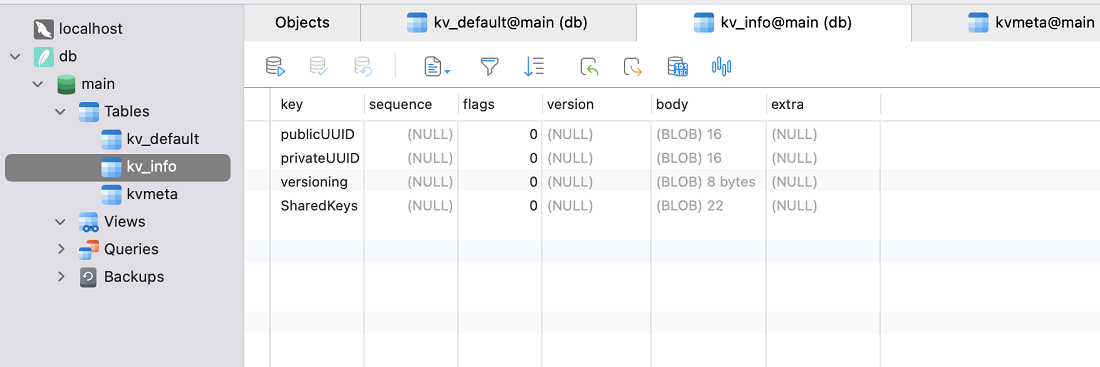 localhost
db
main
Tables
kv_default
kv_info
kvmeta
Views
Queries
Backups
Objects kv_default@main (db) kv_info@main (db) kvmeta@main
key sequence flags version body extra
publicUUID (NULL) 0 (NULL) (BLOB) 16 (NULL)
privateUUID (NULL) 0 (NULL) (BLOB) 16 (NULL)
versioning (NULL) 0 (NULL) (BLOB) 8 bytes (NULL)
SharedKeys (NULL) 0 (NULL) (BLOB) 22 (NULL)